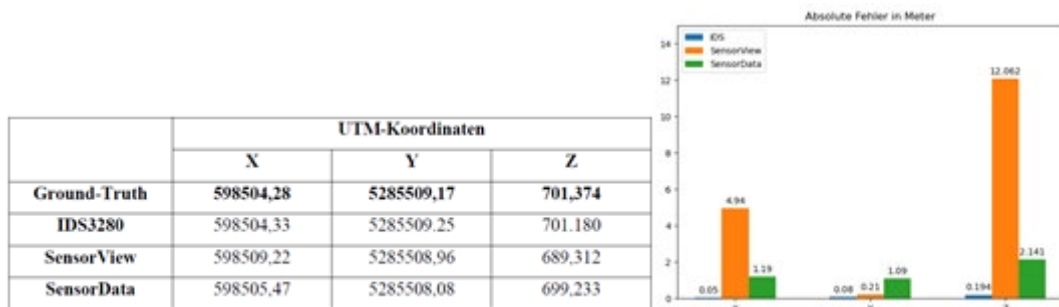 UTM-Koordinaten
X Y Z
Ground-Truth 598504,28 5285509,17 701,374
IDS3280 598504,33 5285509.25 701.180
SensorView 598509,22 5285508,96 689,312
SensorData 598505,47 5285508,08 699,233
Absolute Fehler in Meter
IDS
SensorView
SensorData
14
12
10
8
6
4
2
0
0.05 4.94 1.19
0.08 0.21 1.09
0.194 12.062 2.141